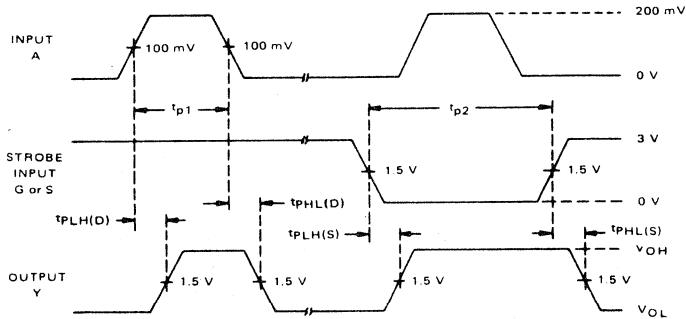 INPUT
A
100 mV
100 mV
200 mV
0 V
tp1
tp2
STROBE
INPUT
G or S
1.5 V
1.5 V
3 V
0 V
tPLH(D)
tPHL(D)
tPLH(S)
tPHL(S)
OUTPUT
Y
1.5 V
1.5 V
1.5 V
1.5 V
VOH
VOL